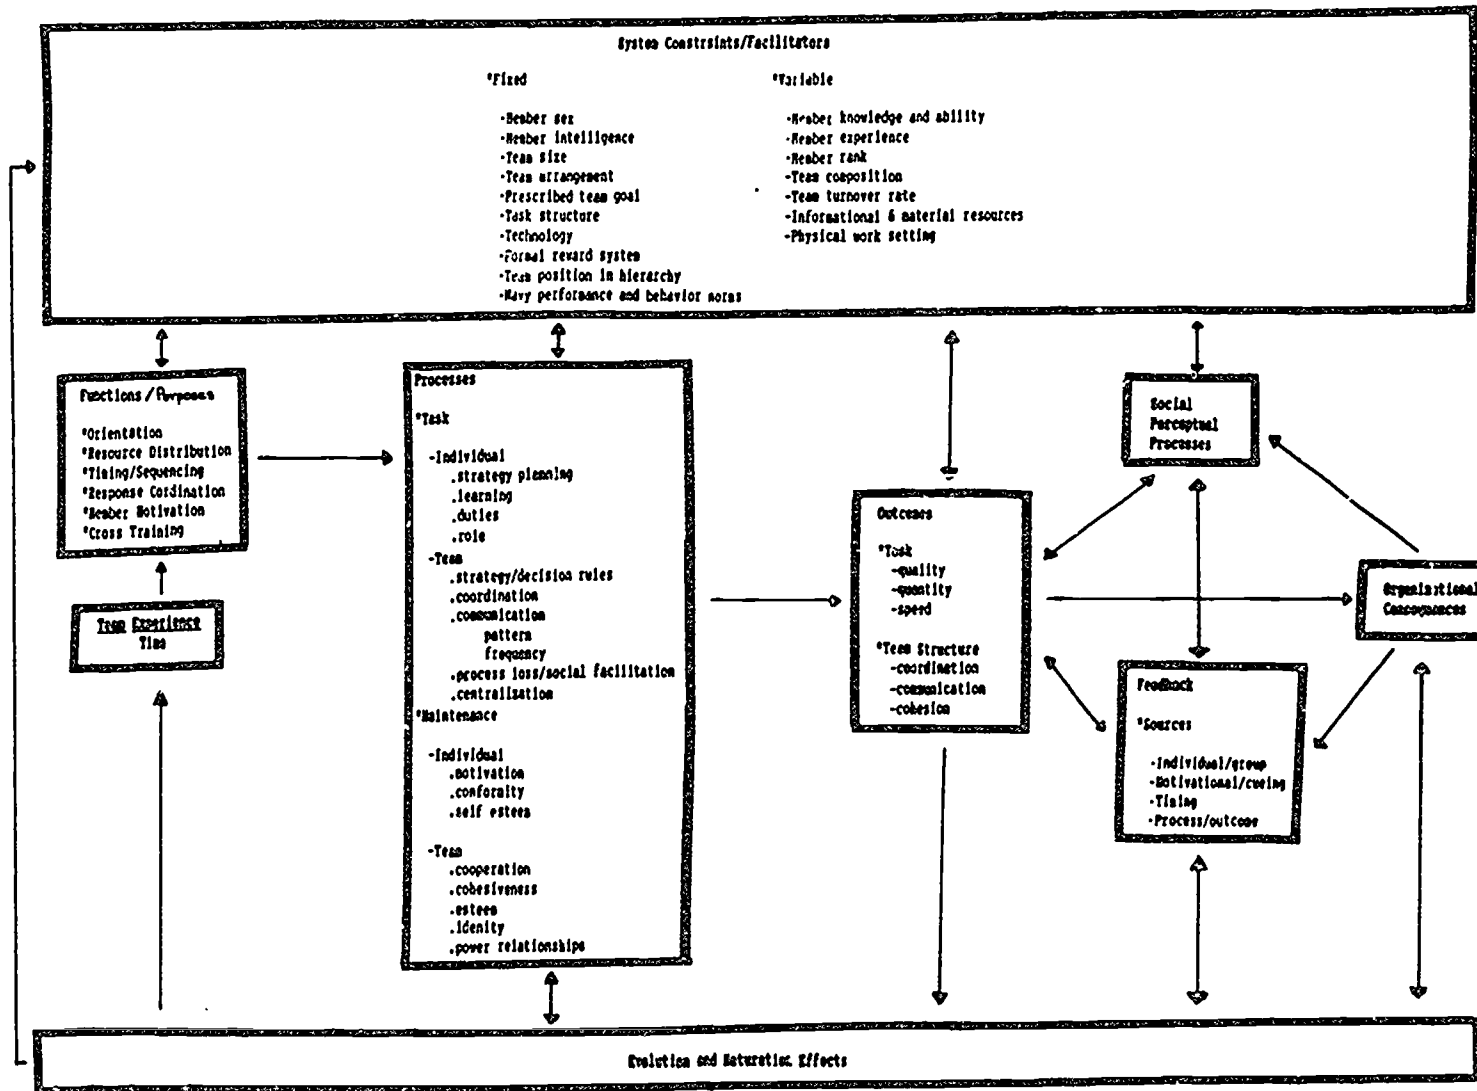 System Constraints/Facilitators
*Fixed
-Member sex
-Member intelligence
-Team size
-Team arrangement
-Prescribed team goal
-Task structure
-Technology
-Formal reward system
-Team position in hierarchy
-Navy performance and behavior norms
*Variable
-Member knowledge and ability
-Member experience
-Member rank
-Team composition
-Team turnover rate
-Informational & material resources
-Physical work setting
Functions/Purposes
*Orientation
*Resource Distribution
*Timing/Sequencing
*Response Cordination
*Member Motivation
*Cross Training
Team Experience
Time
Processes
*Task
-Individual
.strategy planning
.learning
.duties
.role
-Team
.strategy/decision rules
.coordination
.communication
pattern
frequency
.process loss/social facilitation
.centralization
*Maintenance
-Individual
.motivation
.conformity
.self esteem
-Team
.cooperation
.cohesiveness
.esteem
.idenity
.power relationships
Outcomes
*Task
-quality
-quantity
-speed
*Team Structure
-coordination
-communication
-cohesion
Social
Perceptual
Processes
Organizational
Consequences
Feedback
*Sources
-Individual/group
-Motivational/cueing
-Timing
-Process/outcome
Evolution and Maturation Effects